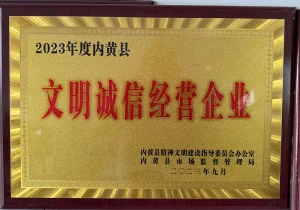 2023年度内黄县
文明诚信经营企业
内黄县精神文明建设指导委员会办公室
内黄县市场监督管理局
二〇二三年九月